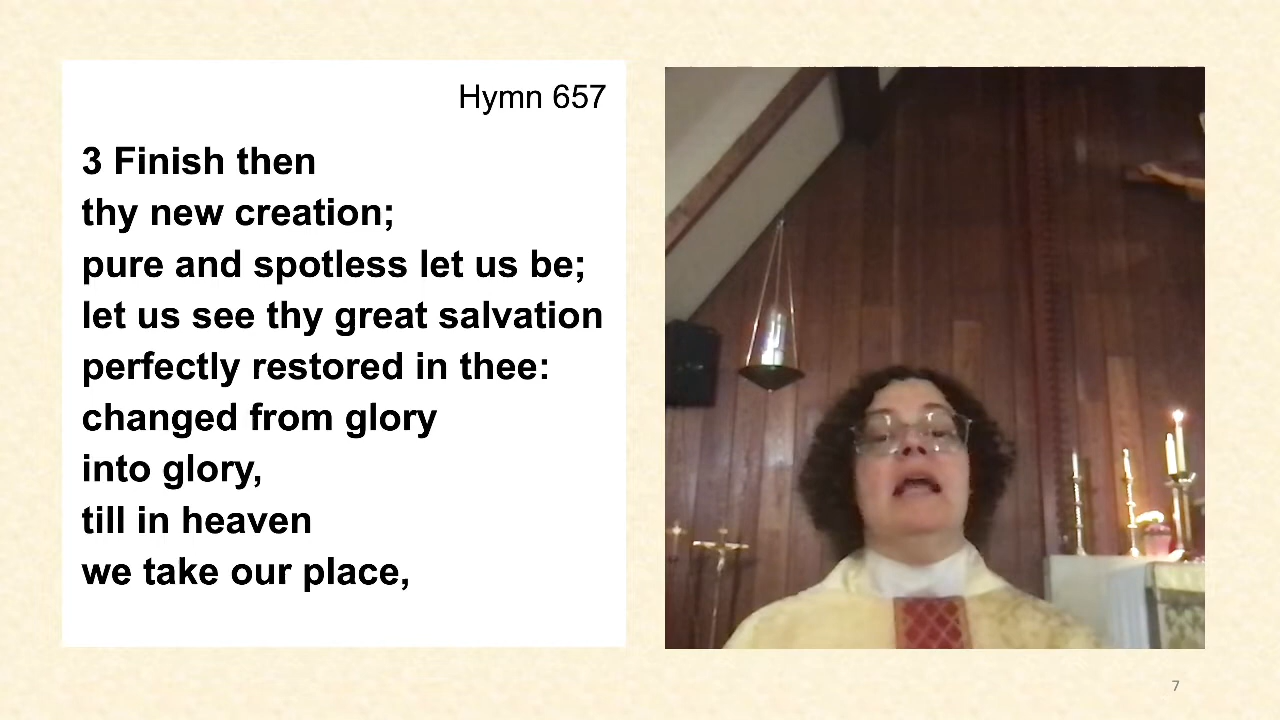 Hymn 657
3 Finish then
thy new creation;
pure and spotless let us be;
let us see thy great salvation
perfectly restored in thee:
changed from glory
into glory,
till in heaven
we take our place,
7